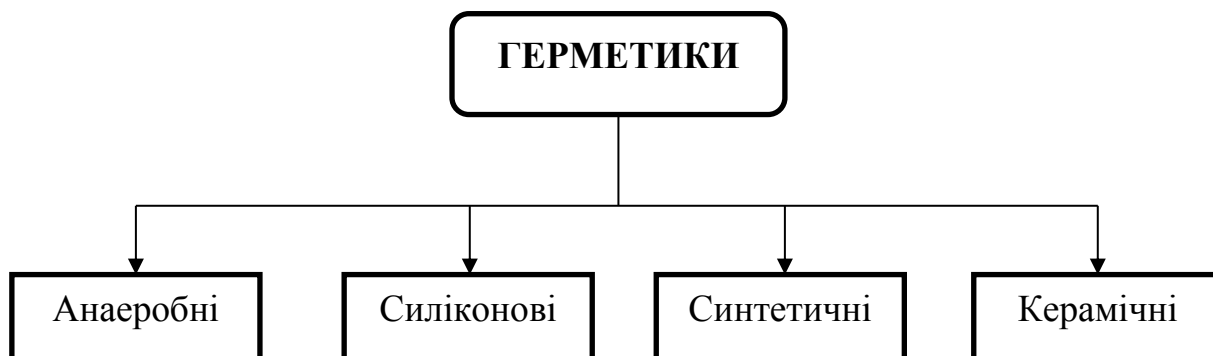 ГЕРМЕТИКИ
Анаеробні
Силіконові
Синтетичні
Керамічні